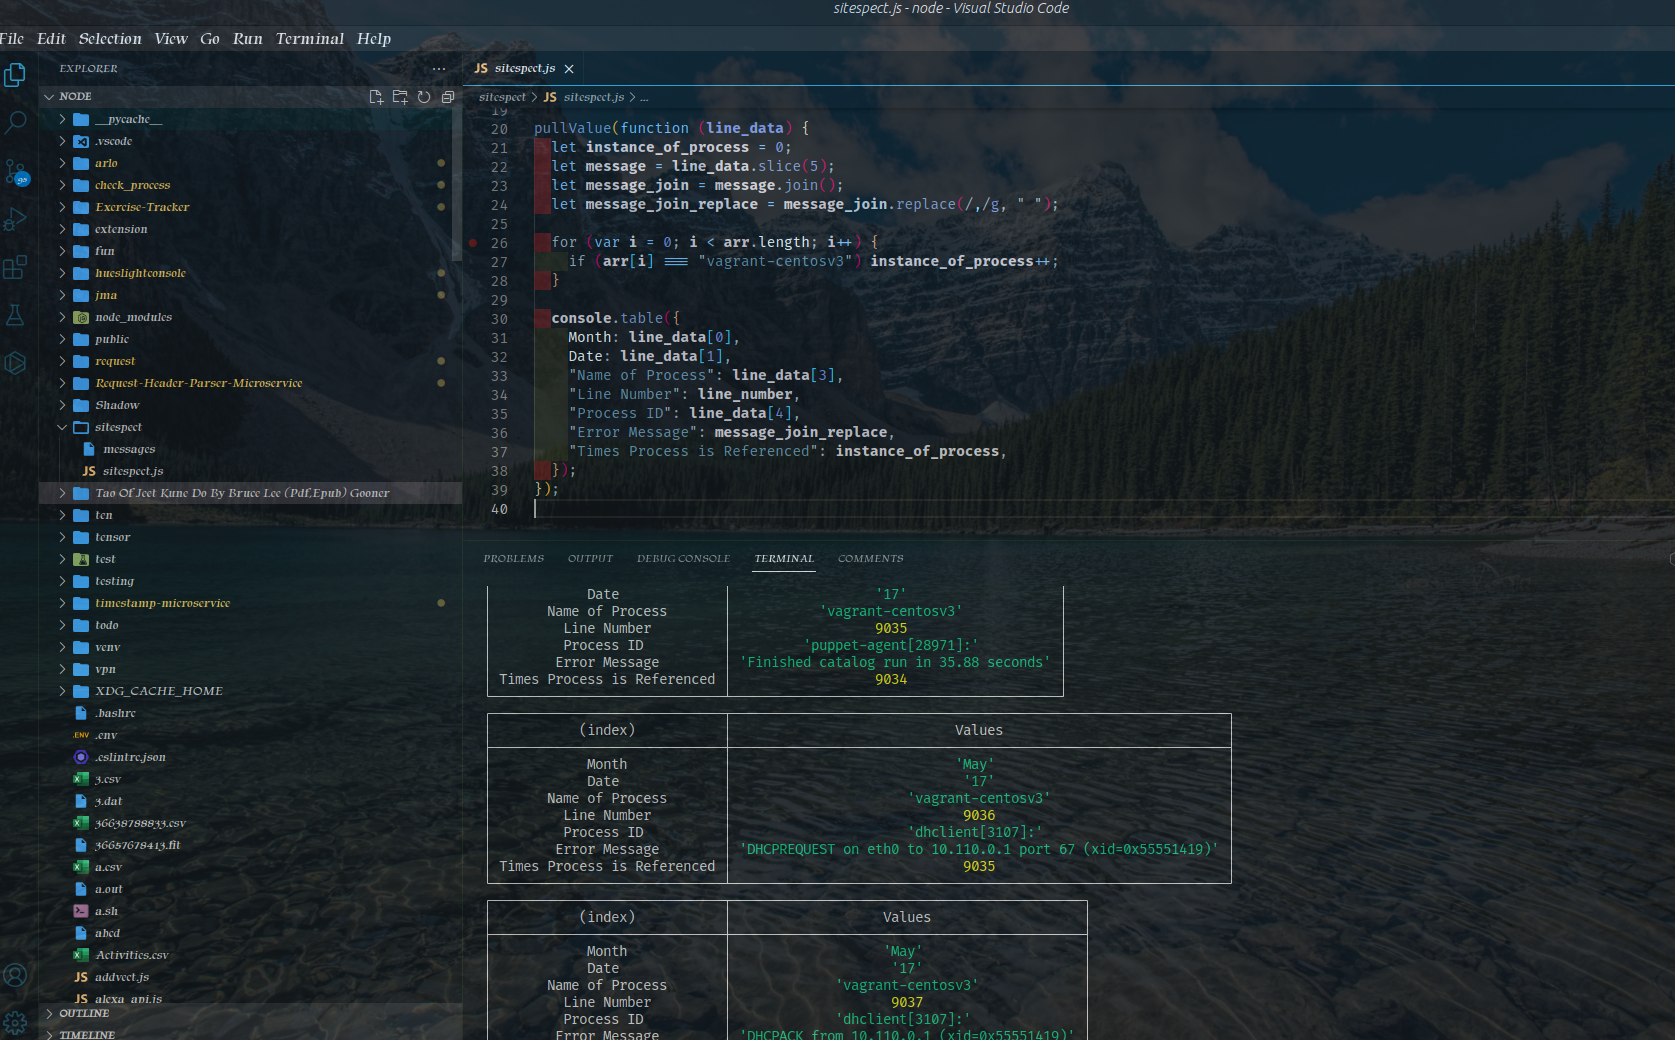 sitespect.js - node - Visual Studio Code
File Edit Selection View Go Run Terminal Help
EXPLORER
NODE
__pycache__
.vscode
arlo
check_process
Exercise-Tracker
extension
fun
hueslightconsole
jma
node_modules
public
request
Request-Header-Parser-Microservice
Shadow
sitespect
messages
JS sitespect.js
Tao Of Jeet Kune Do By Bruce Lee (Pdf,Epub) Gooner
ten
tensor
test
testing
timestamp-microservice
todo
venv
vpn
XDG_CACHE_HOME
.bashrc
.ENV .env
.eslintrc.json
3.csv
3.dat
36638788833.csv
36657678413.fit
a.csv
a.out
a.sh
abcd
Activities.csv
JS addvect.js
JS alexa_api.js
OUTLINE
TIMELINE
JS sitespect.js
sitespect > JS sitespect.js > ...
19
20 pullValue(function (line_data) {
21 let instance_of_process = 0;
22 let message = line_data.slice(5);
23 let message_join = message.join();
24 let message_join_replace = message_join.replace(/,/g, " ");
25
26 for (var i = 0; i < arr.length; i++) {
27 if (arr[i] === "vagrant-centosv3") instance_of_process++;
28 }
29
30 console.table({
31 Month: line_data[0],
32 Date: line_data[1],
33 "Name of Process": line_data[3],
34 "Line Number": line_number,
35 "Process ID": line_data[4],
36 "Error Message": message_join_replace,
37 "Times Process is Referenced": instance_of_process,
38 });
39 });
40
PROBLEMS OUTPUT DEBUG CONSOLE TERMINAL COMMENTS
Date '17'
Name of Process 'vagrant-centosv3'
Line Number 9035
Process ID 'puppet-agent[28971]:'
Error Message 'Finished catalog run in 35.88 seconds'
Times Process is Referenced 9034
(index) Values
Month 'May'
Date '17'
Name of Process 'vagrant-centosv3'
Line Number 9036
Process ID 'dhclient[3107]:'
Error Message 'DHCPREQUEST on eth0 to 10.110.0.1 port 67 (xid=0x55551419)'
Times Process is Referenced 9035
(index) Values
Month 'May'
Date '17'
Name of Process 'vagrant-centosv3'
Line Number 9037
Process ID 'dhclient[3107]:'
Error Message 'DHCPACK from 10.110.0.1 (xid=0x55551419)'